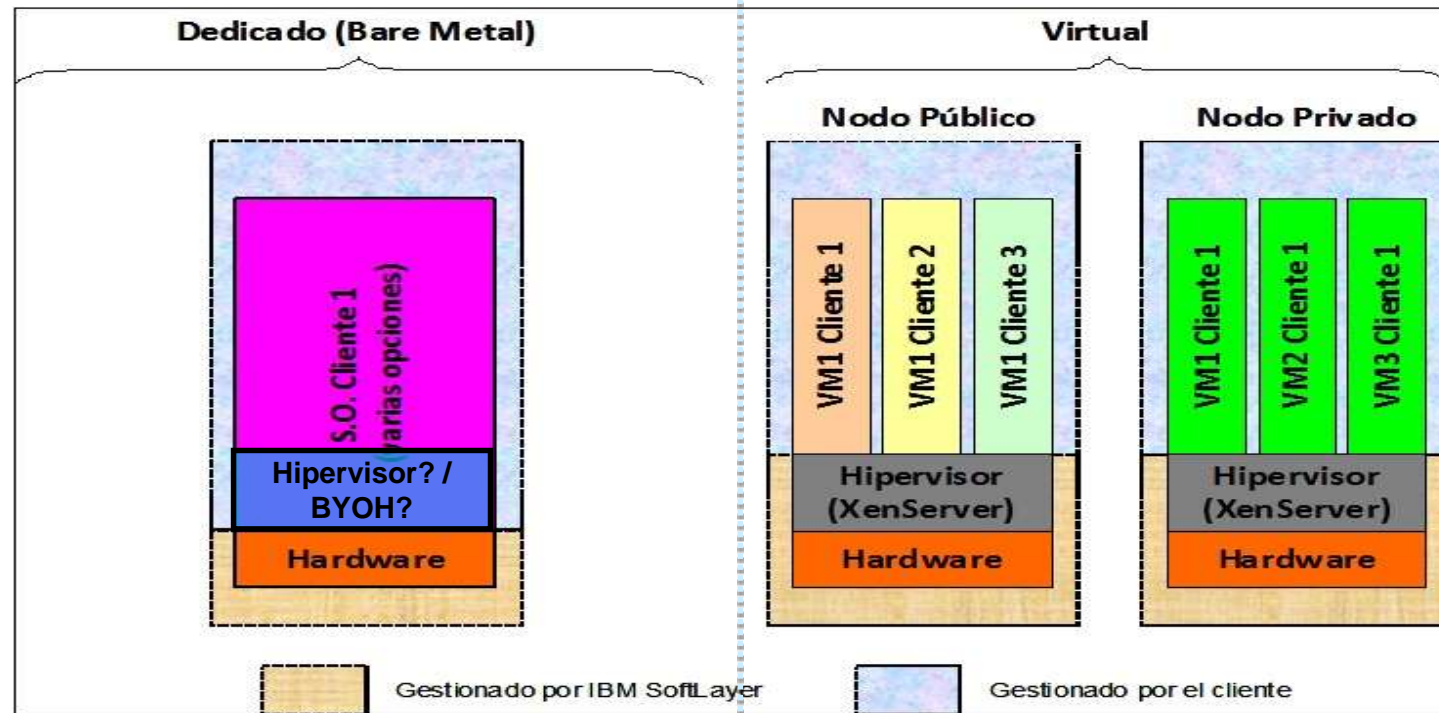 Dedicado (Bare Metal)
Virtual
Nodo Público
Nodo Privado
S.O. Cliente 1
(varias opciones)
Hipervisor? /
BYOH?
Hardware
VM1 Cliente 1
VM1 Cliente 2
VM1 Cliente 3
Hipervisor
(XenServer)
Hardware
VM1 Cliente 1
VM2 Cliente 1
VM3 Cliente 1
Hipervisor
(XenServer)
Hardware
Gestionado por IBM SoftLayer
Gestionado por el cliente